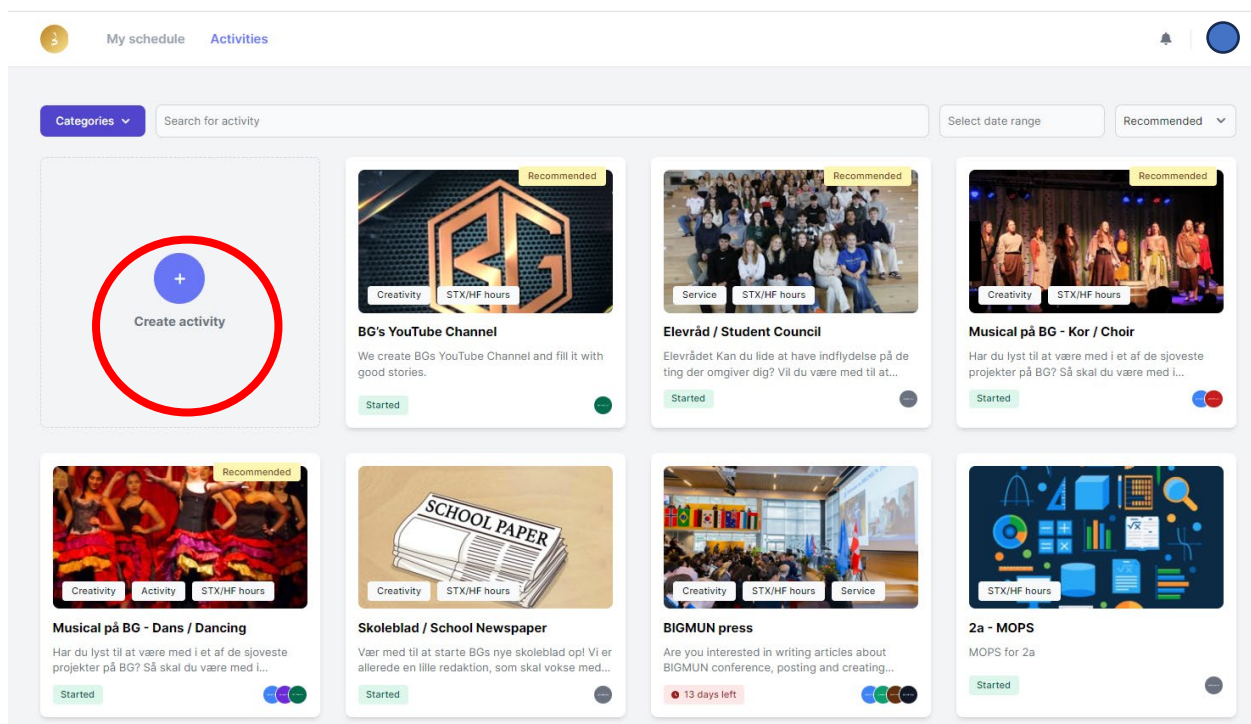 My schedule
Activities
Categories
Search for activity
Select date range
Recommended
Create activity
Recommended
BG
Creativity
STX/HF hours
BG's YouTube Channel
We create BGs YouTube Channel and fill it with
good stories.
Started
Recommended
Service
STX/HF hours
Elevråd / Student Council
Elevrådet Kan du lide at have indflydelse på de
ting der omgiver dig? Vil du være med til at...
Started
Recommended
Creativity
STX/HF hours
Musical på BG - Kor / Choir
Har du lyst til at være med i et af de sjoveste
projekter på BG? Så skal du være med i...
Started
Recommended
Creativity
Activity
STX/HF hours
Musical på BG - Dans / Dancing
Har du lyst til at være med i et af de sjoveste
projekter på BG? Så skal du være med i...
Started
SCHOOL PAPER
Creativity
STX/HF hours
Skoleblad / School Newspaper
Vær med til at starte BGs nye skoleblad op! Vi er
allerede en lille redaktion, som skal vokse med...
Started
Creativity
STX/HF hours
Service
BIGMUN press
Are you interested in writing articles about
BIGMUN conference, posting and creating...
13 days left
STX/HF hours
2a - MOPS
MOPS for 2a
Started